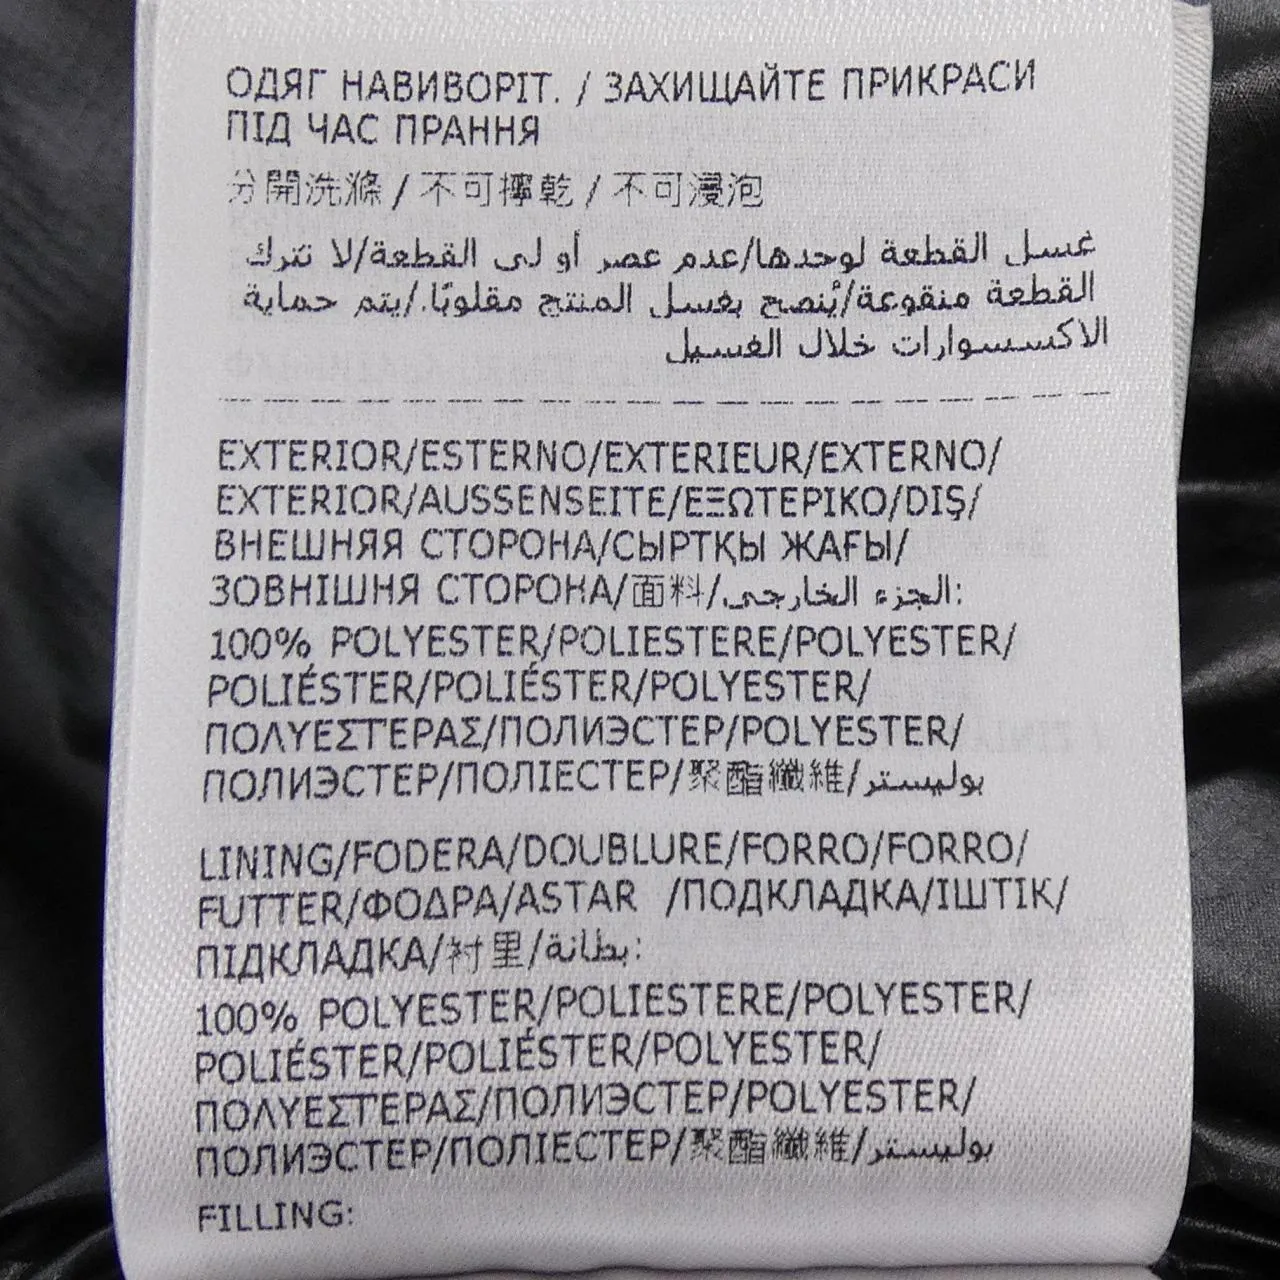 ОДЯГ НАВИВОРІТ. / ЗАХИЩАЙТЕ ПРИКРАСИ
ПІД ЧАС ПРАННЯ
分開洗滌 / 不可擰乾 / 不可浸泡
غسل القطعة لوحدها/عدم عصر أو لى القطعة/لا تترك
القطعة منقوعة/يُنصح بغسل المنتج مقلوبًا./يتم حماية
الاكسسوارات خلال الغسيل
EXTERIOR/ESTERNO/EXTERIEUR/EXTERNO/
EXTERIOR/AUSSENSEITE/ΕΞΩΤΕΡΙΚΟ/DIŞ/
ВНЕШНЯЯ СТОРОНА/СЫРТҚЫ ЖАҒЫ/
ЗОВНІШНЯ СТОРОНА/面料/الجزء الخارجى:
100% POLYESTER/POLIESTERE/POLYESTER/
POLIÉSTER/POLIÉSTER/POLYESTER/
ΠΟΛΥΕΣΤΕΡΑΣ/ПОЛИЭСТЕР/POLYESTER/
ПОЛИЭСТЕР/ПОЛІЕСТЕР/聚酯纖維/بوليستر
LINING/FODERA/DOUBLURE/FORRO/FORRO/
FUTTER/ΦΟΔΡΑ/ASTAR /ПОДКЛАДКА/ІШТІК/
ПІДКЛАДКА/衬里/بطانة:
100% POLYESTER/POLIESTERE/POLYESTER/
POLIÉSTER/POLIÉSTER/POLYESTER/
ΠΟΛΥΕΣΤΕΡΑΣ/ПОЛИЭСТЕР/POLYESTER/
ПОЛИЭСТЕР/ПОЛІЕСТЕР/聚酯纖維/بوليستر
FILLING: